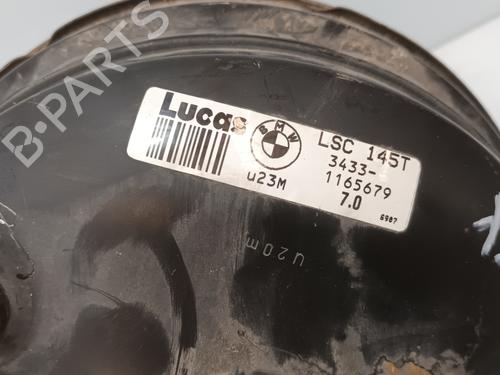 Lucas
BMW
LSC 145T
3433-
1165679
7.0
u23M
6987
u20m
B-PARTS